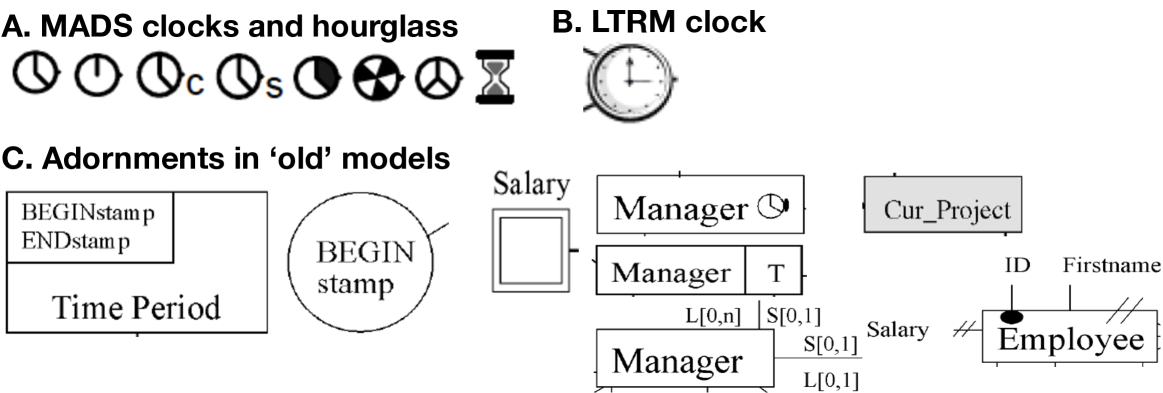 A. MADS clocks and hourglass
B. LTRM clock
C S
C. Adornments in ‘old’ models
BEGINstamp
ENDstamp
Time Period
BEGIN
stamp
Salary
Manager
Manager T
L[0,n] S[0,1]
Manager
S[0,1]
L[0,1]
Cur_Project
ID Firstname
Salary
Employee